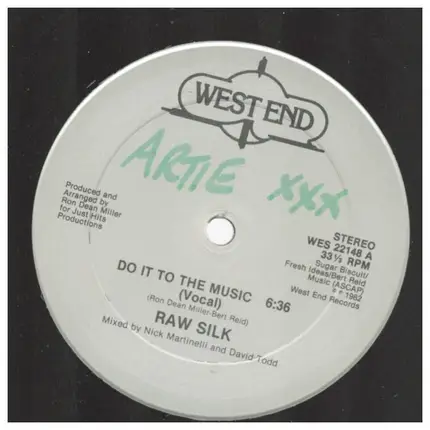 WEST END
ARTIE xxx
Produced and
Arranged by
Ron Dean Miller
for Just Hits
Productions
STEREO
WES 22148 A
33⅓ RPM
Sugar Biscuit/
Fresh Ideas/Bert Reid
Music (ASCAP)
℗ © 1982
West End Records
DO IT TO THE MUSIC 6:36
(Vocal)
(Ron Dean Miller-Bert Reid)
RAW SILK
Mixed by Nick Martinelli and David Todd